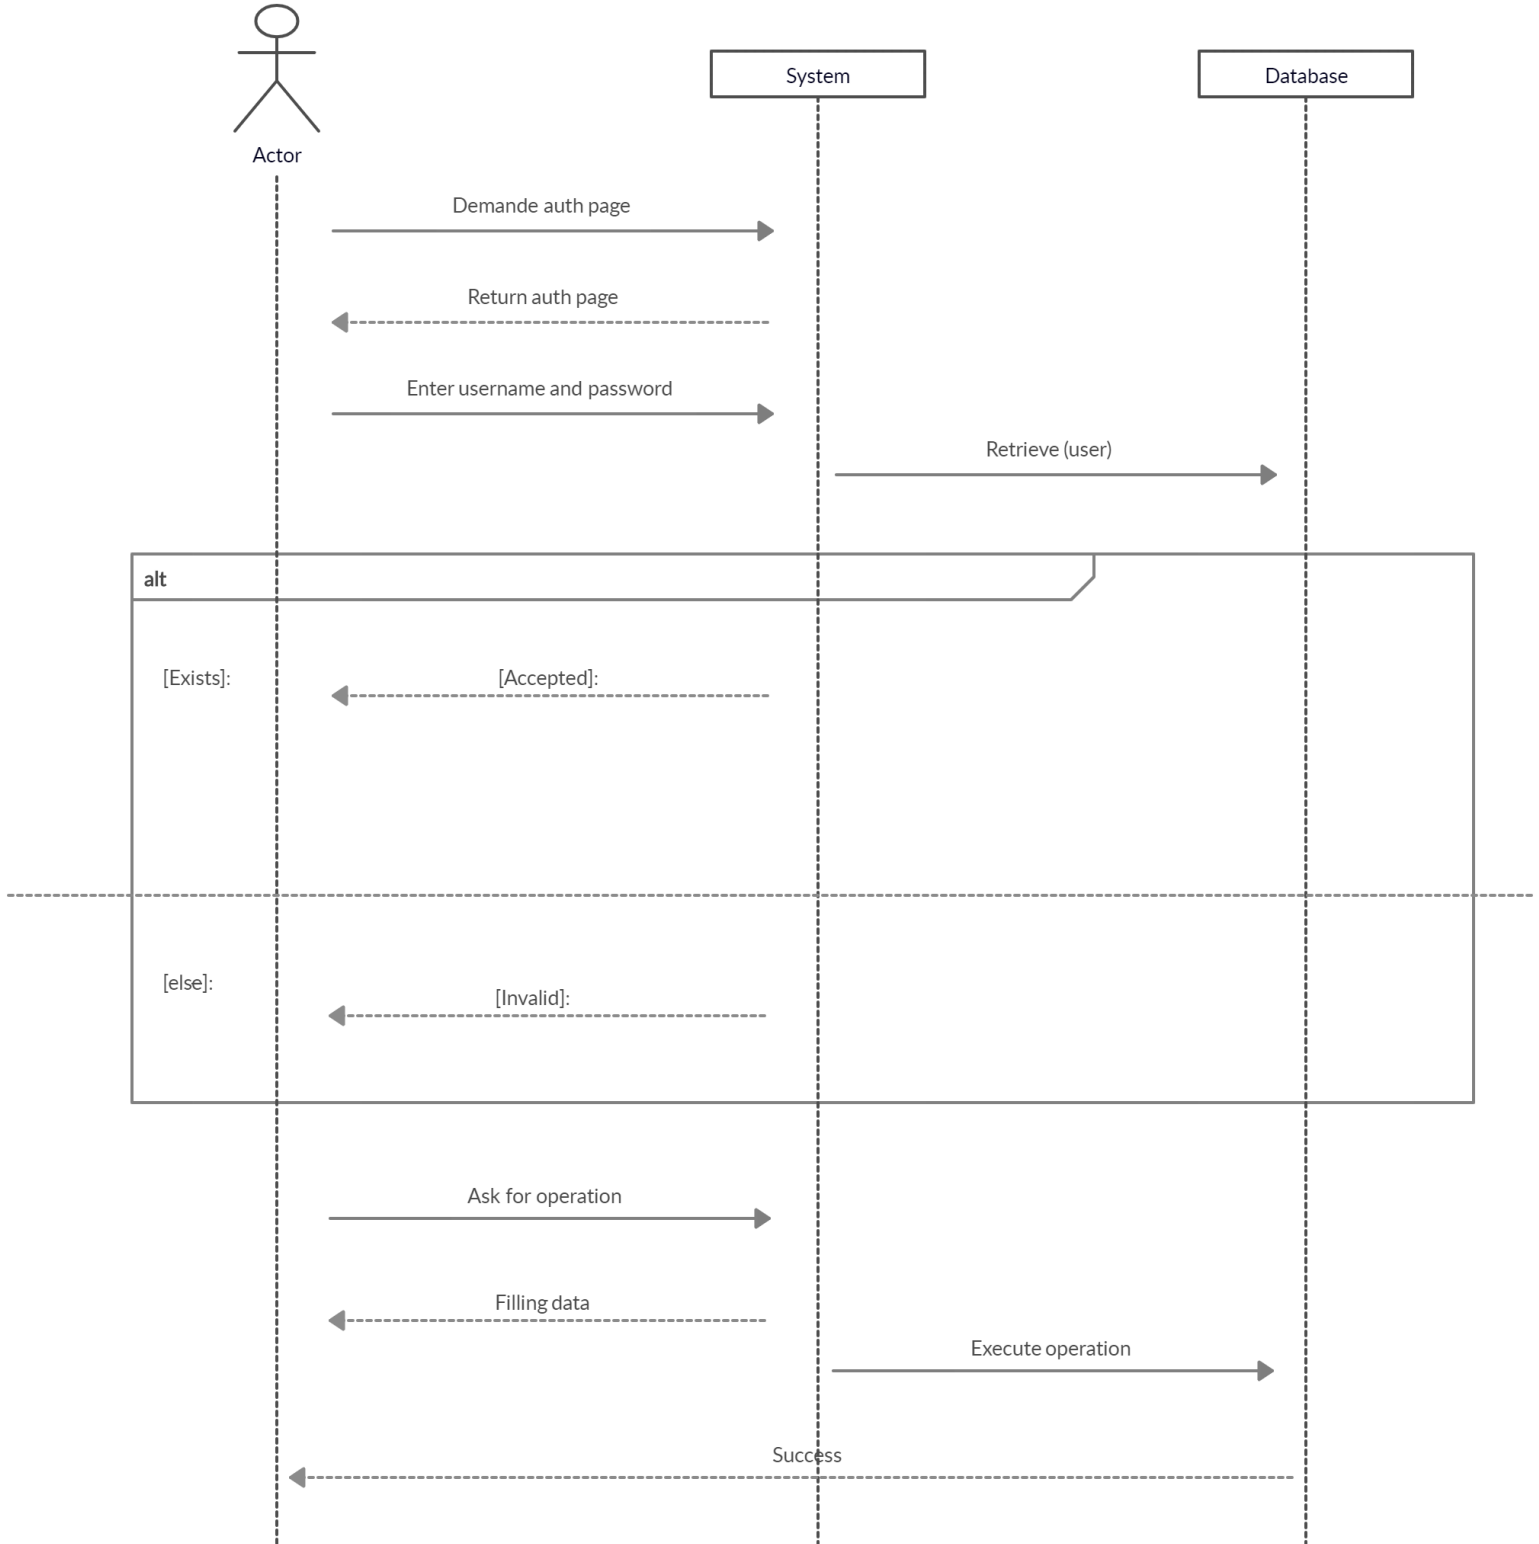 System
Database
Actor
Demande auth page
Return auth page
Enter username and password
Retrieve (user)
alt
[Exists]:
[Accepted]:
[else]:
[Invalid]:
Ask for operation
Filling data
Execute operation
Success